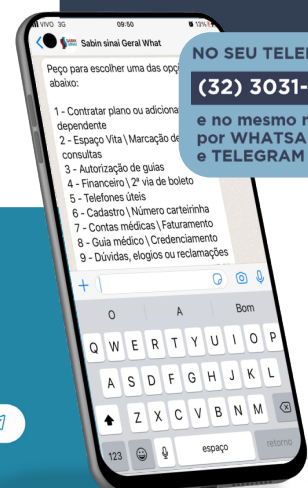 VIVO 3G 09:50 13%
Sabin sinai Geral What
Peço para escolher uma das opçõ
abaixo:
1 - Contratar plano ou adiciona
dependente
2 - Espaço Vita \ Marcação de
consultas
3 - Autorização de guias
4 - Financeiro \ 2ª via de boleto
5 - Telefones úteis
6 - Cadastro \ Número carteirinha
7 - Contas médicas \ Faturamento
8 - Guia médico \ Credenciamento
9 - Dúvidas, elogios ou reclamações
NO SEU TELE
(32) 3031-
e no mesmo
por WHATSA
e TELEGRAM
O A Bom
Q W E R T Y U I O P
A S D F G H J K L
Z X C V B N M
123 espaço retorno